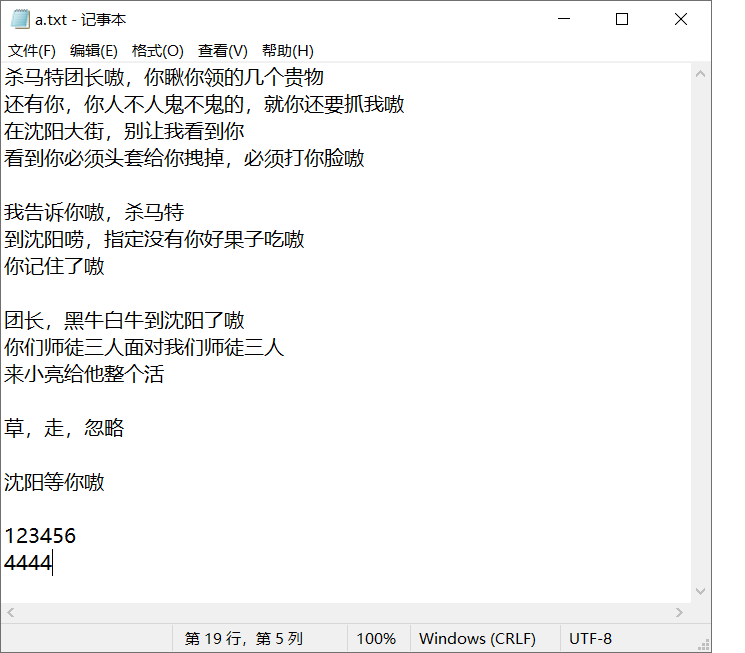 a.txt - 记事本
文件(F) 编辑(E) 格式(O) 查看(V) 帮助(H)
杀马特团长嗷，你瞅你领的几个贵物
还有你，你人不人鬼不鬼的，就你还要抓我嗷
在沈阳大街，别让我看到你
看到你必须头套给你拽掉，必须打你脸嗷
我告诉你嗷，杀马特
到沈阳唠，指定没有你好果子吃嗷
你记住了嗷
团长，黑牛白牛到沈阳了嗷
你们师徒三人面对我们师徒三人
来小亮给他整个活
草，走，忽略
沈阳等你嗷
123456
4444
第 19 行，第 5 列 100% Windows (CRLF) UTF-8